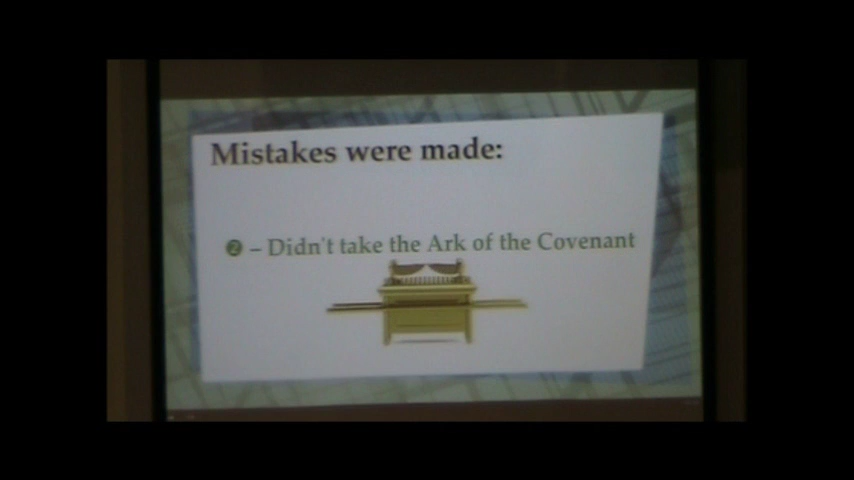 Mistakes were made:
❷ – Didn't take the Ark of the Covenant